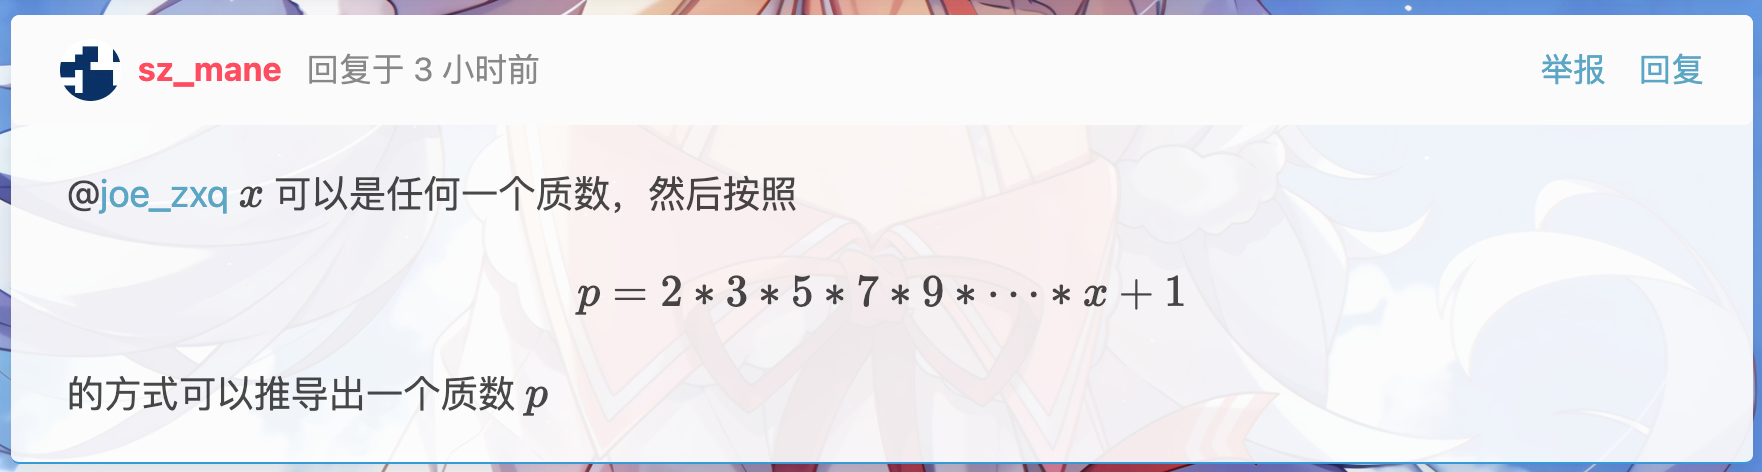 sz_mane 回复于 3 小时前 举报 回复
@joe_zxq x 可以是任何一个质数，然后按照
p = 2 * 3 * 5 * 7 * 9 * ⋯ * x + 1
的方式可以推导出一个质数 p